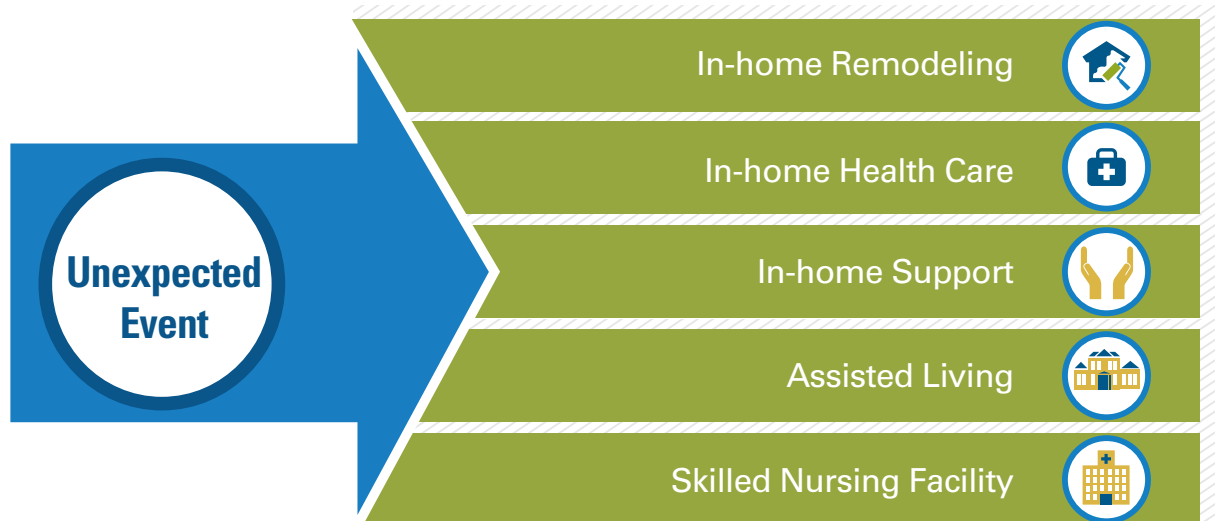 Unexpected
Event
In-home Remodeling
In-home Health Care
In-home Support
Assisted Living
Skilled Nursing Facility